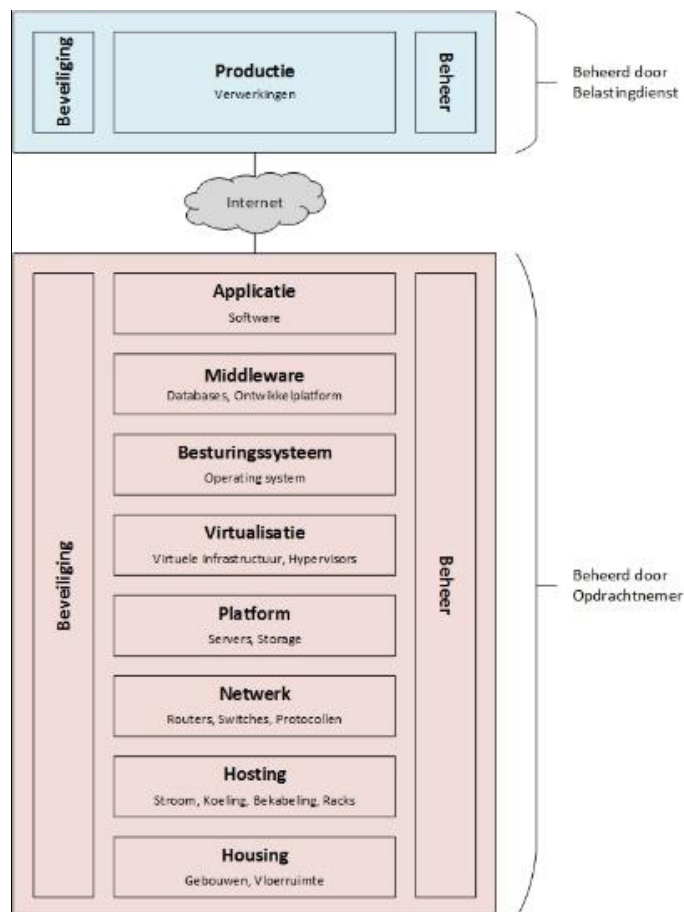 Beveiliging
Productie
Verwerkingen
Beheer
Beheerd door
Belastingdienst
Internet
Beveiliging
Applicatie
Software
Middleware
Databases, Ontwikkelplatform
Besturingssysteem
Operating system
Virtualisatie
Virtuele Infrastructuur, Hypervisors
Platform
Servers, Storage
Netwerk
Routers, Switches, Protocollen
Hosting
Stroom, Koeling, Bekabeling, Racks
Housing
Gebouwen, Vloerruimte
Beheer
Beheerd door
Opdrachtnemer